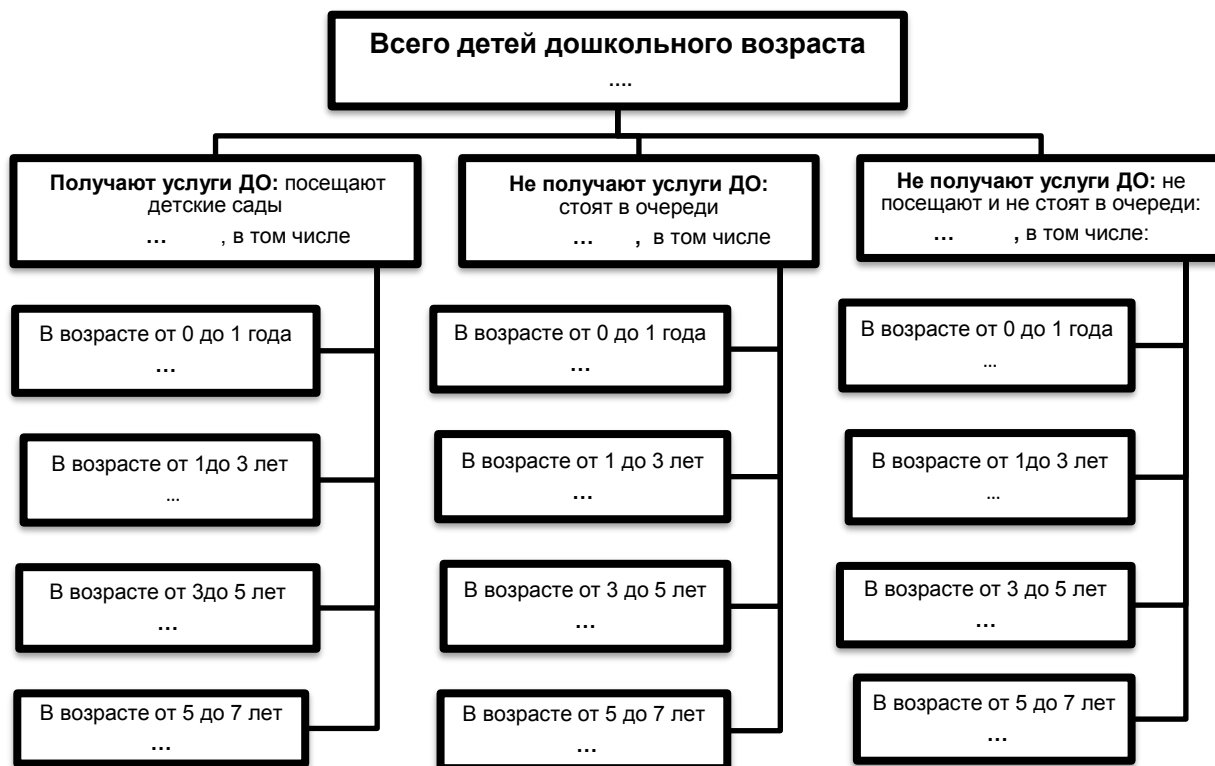 Всего детей дошкольного возраста
....
Получают услуги ДО: посещают
детские сады
... , в том числе
В возрасте от 0 до 1 года
...
В возрасте от 1до 3 лет
...
В возрасте от 3до 5 лет
...
В возрасте от 5 до 7 лет
...
Не получают услуги ДО:
стоят в очереди
... , в том числе
В возрасте от 0 до 1 года
...
В возрасте от 1 до 3 лет
...
В возрасте от 3 до 5 лет
...
В возрасте от 5 до 7 лет
...
Не получают услуги ДО: не
посещают и не стоят в очереди:
... , в том числе:
В возрасте от 0 до 1 года
...
В возрасте от 1до 3 лет
...
В возрасте от 3 до 5 лет
...
В возрасте от 5 до 7 лет
...